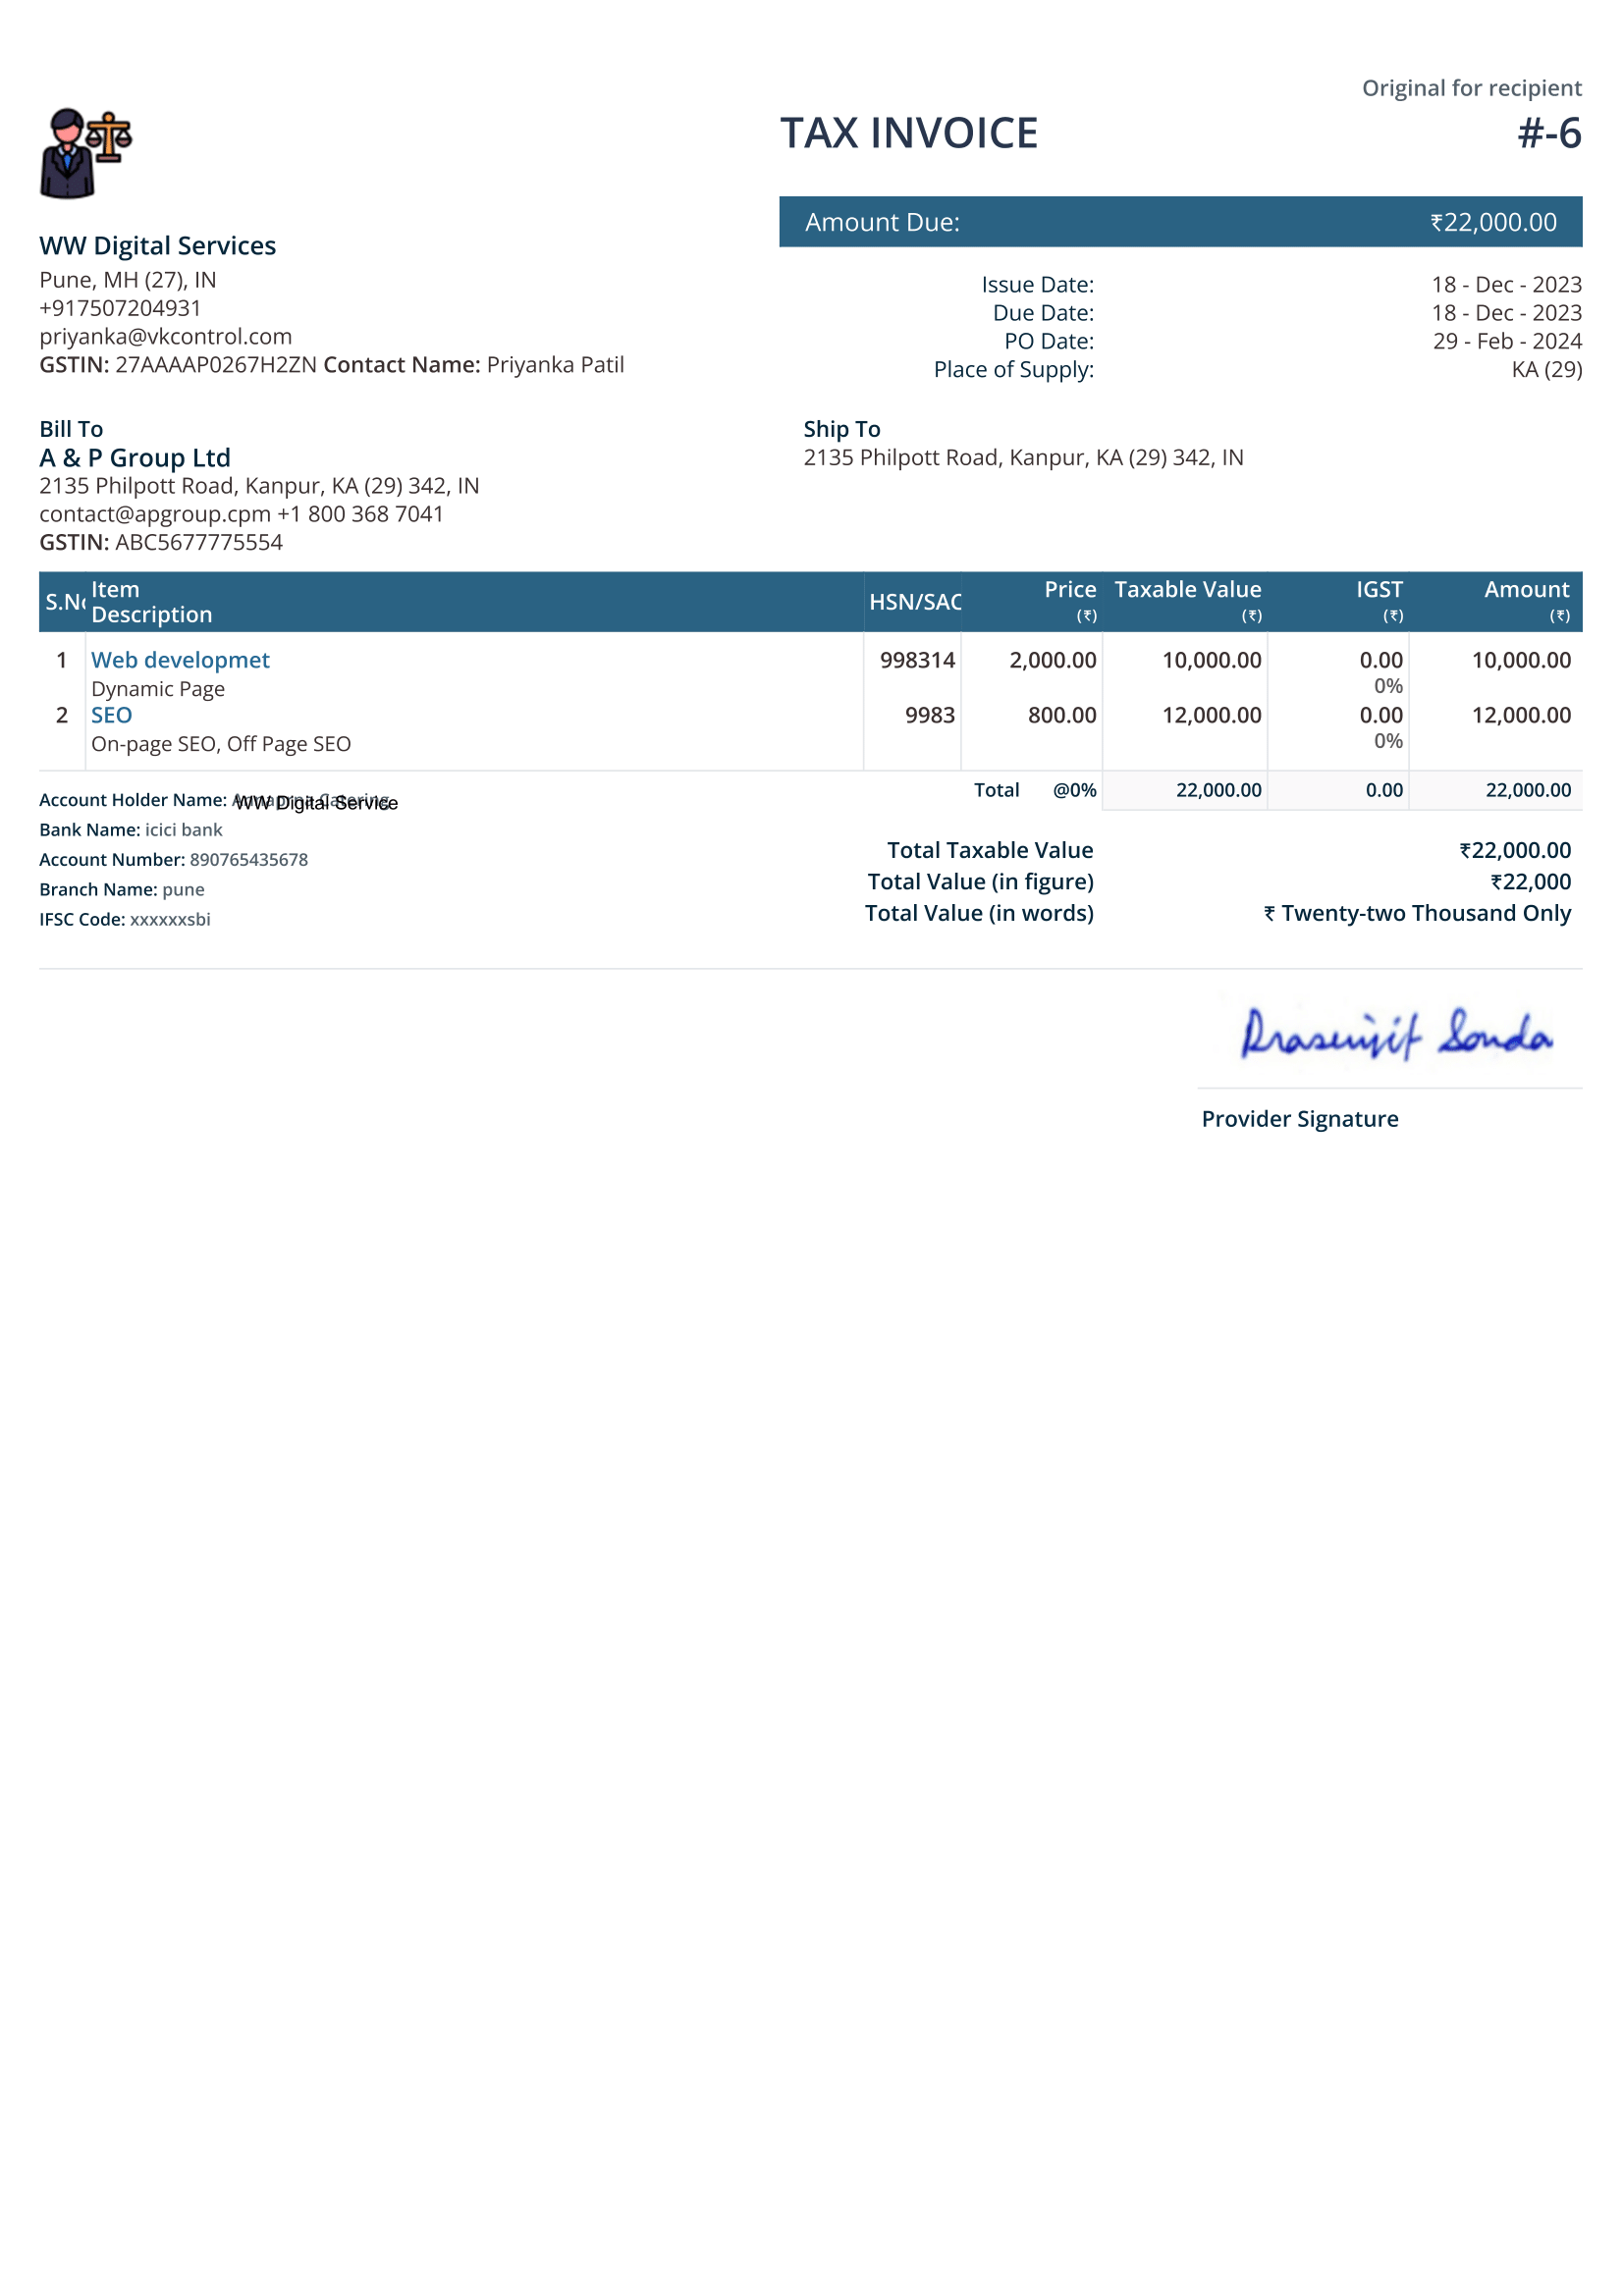 Original for recipient
TAX INVOICE #-6
Amount Due: ₹22,000.00
WW Digital Services
Pune, MH (27), IN
+917507204931
priyanka@vkcontrol.com
GSTIN: 27AAAAP0267H2ZN Contact Name: Priyanka Patil
Issue Date: 18 - Dec - 2023
Due Date: 18 - Dec - 2023
PO Date: 29 - Feb - 2024
Place of Supply: KA (29)
Bill To
A & P Group Ltd
2135 Philpott Road, Kanpur, KA (29) 342, IN
contact@apgroup.cpm +1 800 368 7041
GSTIN: ABC5677775554
Ship To
2135 Philpott Road, Kanpur, KA (29) 342, IN
S.No Item Description HSN/SAC Price (₹) Taxable Value (₹) IGST (₹) Amount (₹)
1 Web developmet 998314 2,000.00 10,000.00 0.00 10,000.00
Dynamic Page 0%
2 SEO 9983 800.00 12,000.00 0.00 12,000.00
On-page SEO, Off Page SEO 0%
Total @0% 22,000.00 0.00 22,000.00
Account Holder Name: WW Digital Service
Bank Name: icici bank
Account Number: 890765435678
Branch Name: pune
IFSC Code: xxxxxxsbi
Total Taxable Value ₹22,000.00
Total Value (in figure) ₹22,000
Total Value (in words) ₹ Twenty-two Thousand Only
Provider Signature